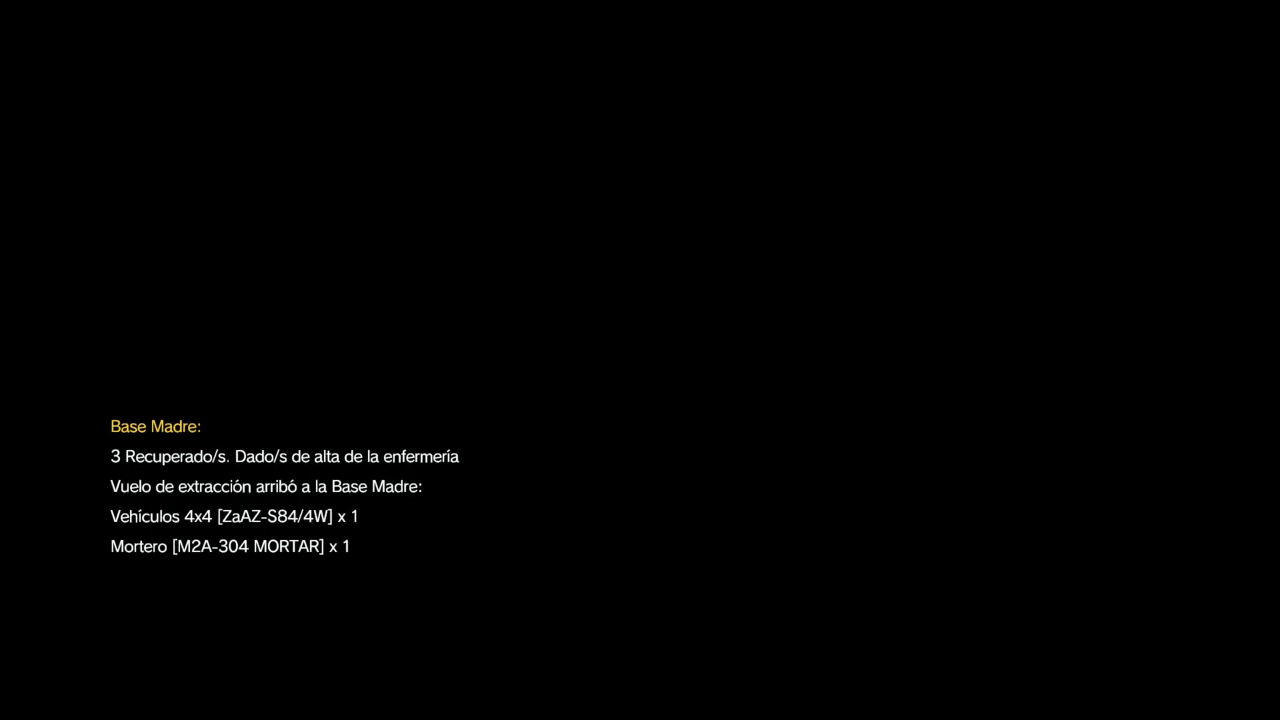 Base Madre:
3 Recuperado/s. Dado/s de alta de la enfermería
Vuelo de extracción arribó a la Base Madre:
Vehículos 4x4 [ZaAZ-S84/4W] x 1
Mortero [M2A-304 MORTAR] x 1